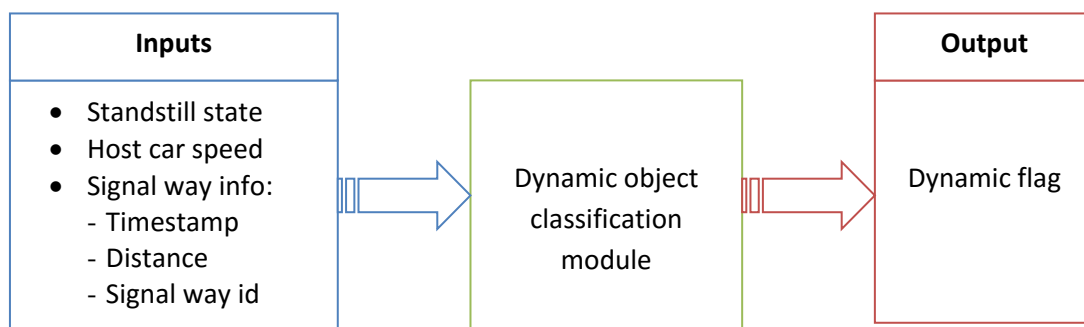 Inputs
• Standstill state
• Host car speed
• Signal way info:
- Timestamp
- Distance
- Signal way id
Dynamic object
classification
module
Output
Dynamic flag